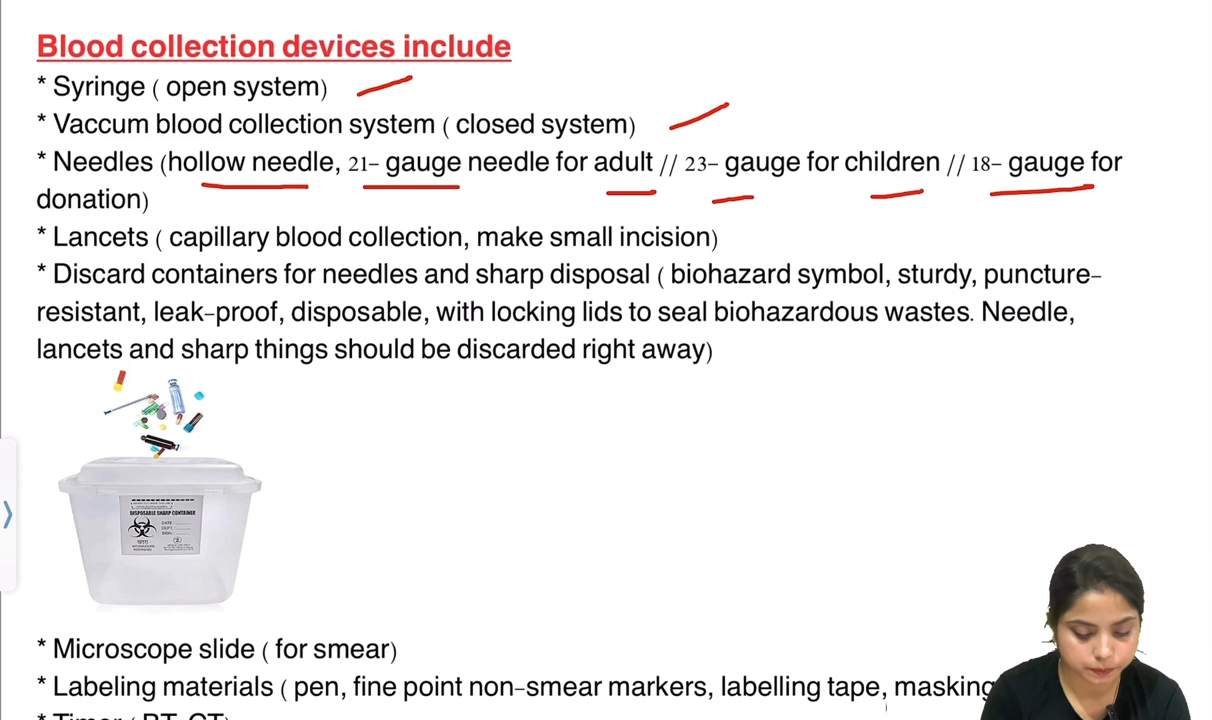 Blood collection devices include
* Syringe ( open system)
* Vaccum blood collection system ( closed system)
* Needles (hollow needle, 21- gauge needle for adult // 23- gauge for children // 18- gauge for
donation)
* Lancets ( capillary blood collection, make small incision)
* Discard containers for needles and sharp disposal ( biohazard symbol, sturdy, puncture-
resistant, leak-proof, disposable, with locking lids to seal biohazardous wastes. Needle,
lancets and sharp things should be discarded right away)
DISPOSABLE SHARP CONTAINER
* Microscope slide ( for smear)
* Labeling materials ( pen, fine point non-smear markers, labelling tape, masking
* Timer ( BT, CT)